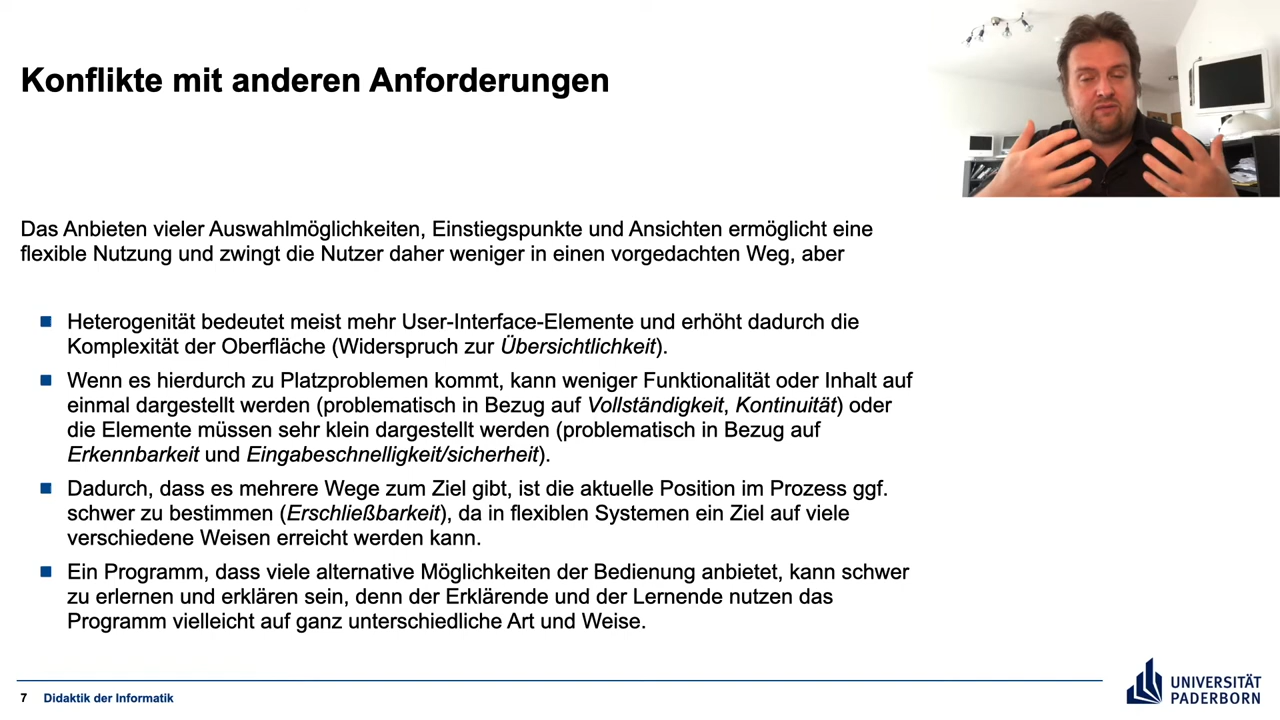 Konflikte mit anderen Anforderungen
Das Anbieten vieler Auswahlmöglichkeiten, Einstiegspunkte und Ansichten ermöglicht eine
flexible Nutzung und zwingt die Nutzer daher weniger in einen vorgedachten Weg, aber
Heterogenität bedeutet meist mehr User-Interface-Elemente und erhöht dadurch die
Komplexität der Oberfläche (Widerspruch zur Übersichtlichkeit).
Wenn es hierdurch zu Platzproblemen kommt, kann weniger Funktionalität oder Inhalt auf
einmal dargestellt werden (problematisch in Bezug auf Vollständigkeit, Kontinuität) oder
die Elemente müssen sehr klein dargestellt werden (problematisch in Bezug auf
Erkennbarkeit und Eingabeschnelligkeit/sicherheit).
Dadurch, dass es mehrere Wege zum Ziel gibt, ist die aktuelle Position im Prozess ggf.
schwer zu bestimmen (Erschließbarkeit), da in flexiblen Systemen ein Ziel auf viele
verschiedene Weisen erreicht werden kann.
Ein Programm, dass viele alternative Möglichkeiten der Bedienung anbietet, kann schwer
zu erlernen und erklären sein, denn der Erklärende und der Lernende nutzen das
Programm vielleicht auf ganz unterschiedliche Art und Weise.
7 Didaktik der Informatik
UNIVERSITÄT
PADERBORN